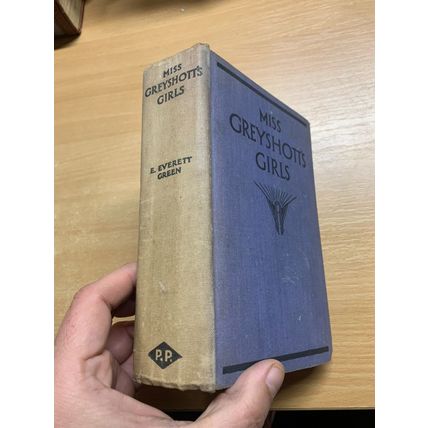 MISS
GREYSHOTT'S
GIRLS
E. EVERETT
GREEN
P.P.
MISS
GREYSHOTT'S
GIRLS